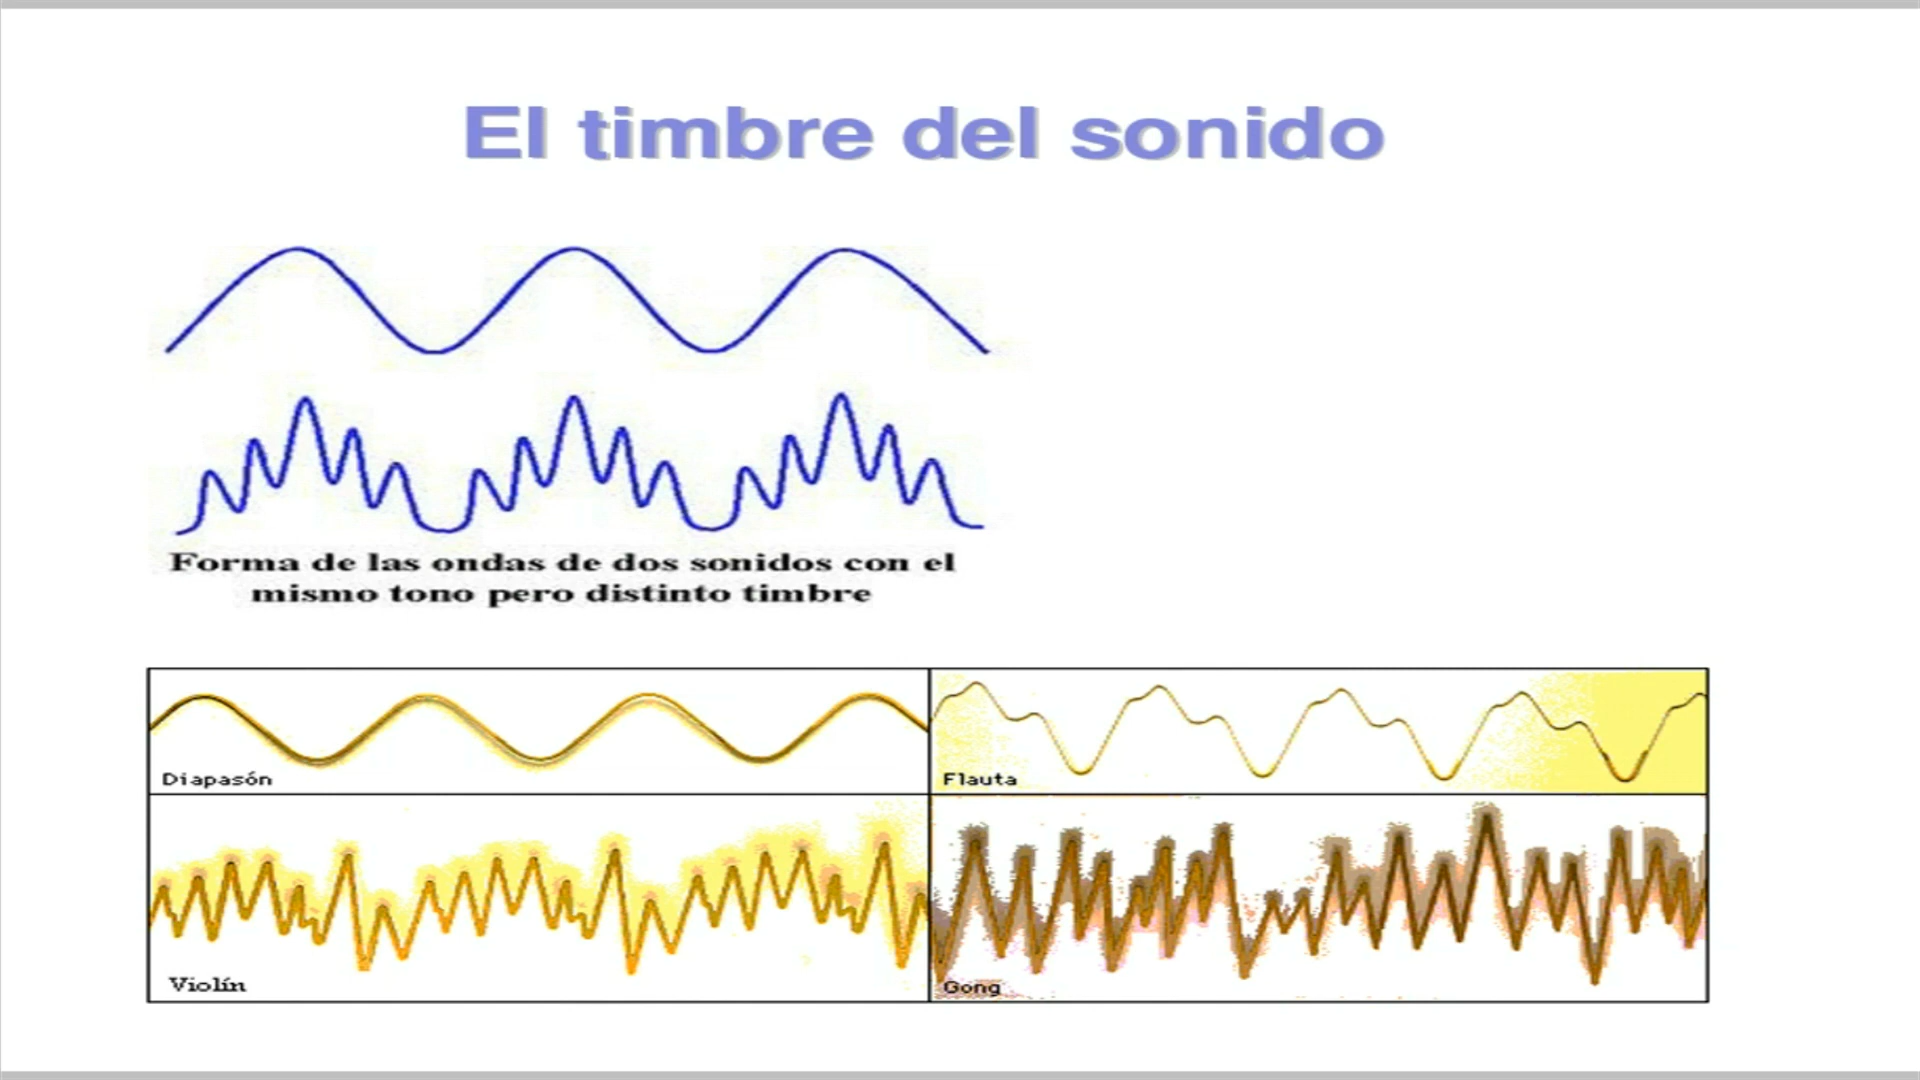 El timbre del sonido
Forma de las ondas de dos sonidos con el
mismo tono pero distinto timbre
Diapasón
Flauta
Violín
Gong